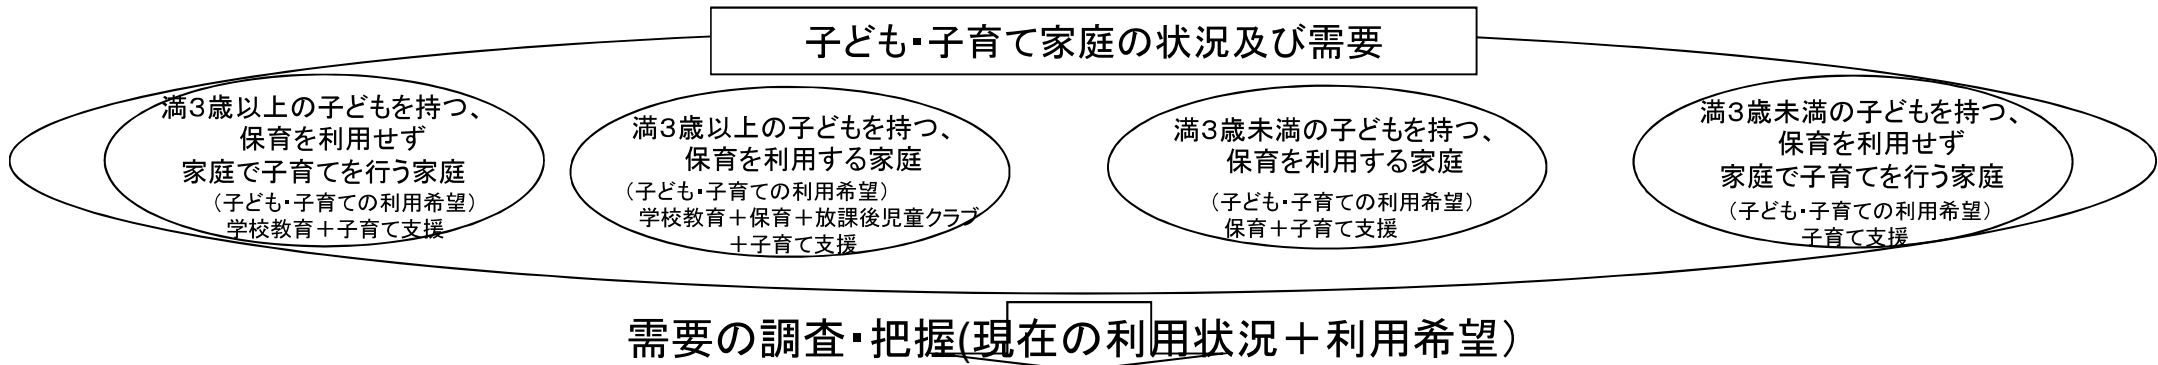 子ども・子育て家庭の状況及び需要
満３歳以上の子どもを持つ、
保育を利用せず
家庭で子育てを行う家庭
（子ども・子育ての利用希望）
学校教育＋子育て支援
満３歳以上の子どもを持つ、
保育を利用する家庭
（子ども・子育ての利用希望）
学校教育＋保育＋放課後児童クラブ
＋子育て支援
満３歳未満の子どもを持つ、
保育を利用する家庭
（子ども・子育ての利用希望）
保育＋子育て支援
満３歳未満の子どもを持つ、
保育を利用せず
家庭で子育てを行う家庭
（子ども・子育ての利用希望）
子育て支援
需要の調査・把握(現在の利用状況＋利用希望）